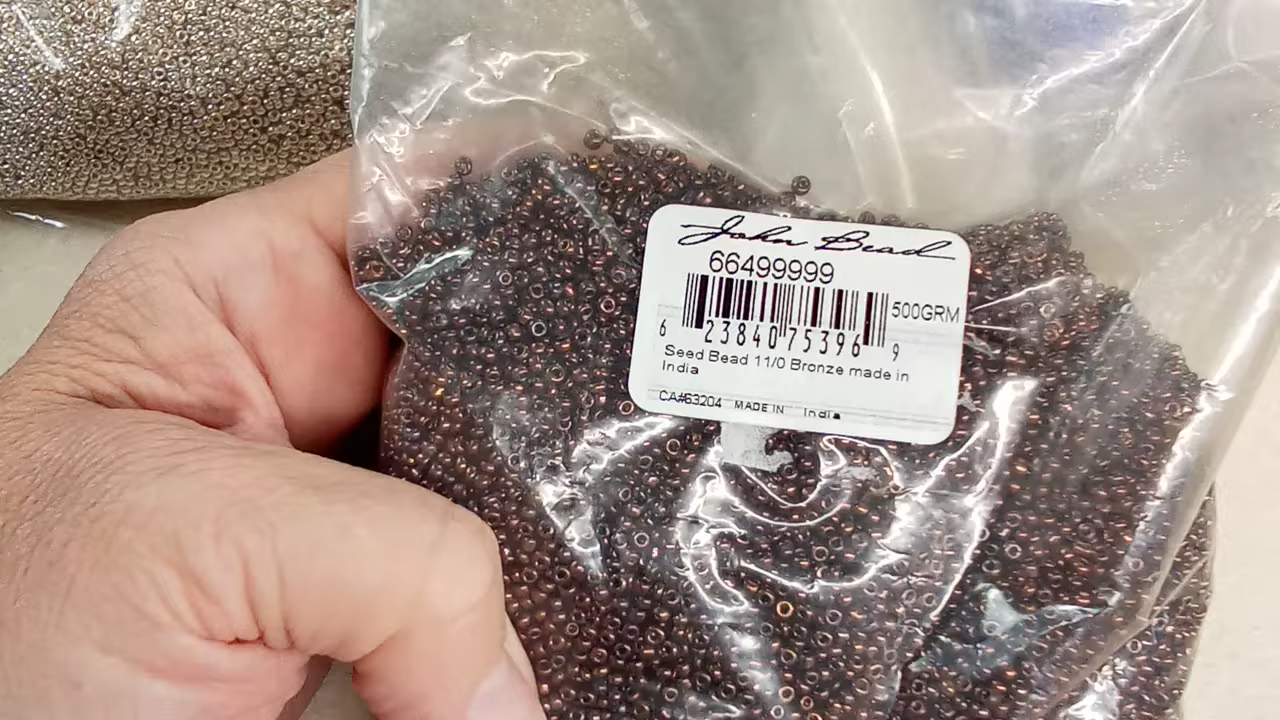 John Bead
66499999
500GRM
6 23840 75396 9
Seed Bead 11/0 Bronze made in
India
CA#63204 MADE IN India